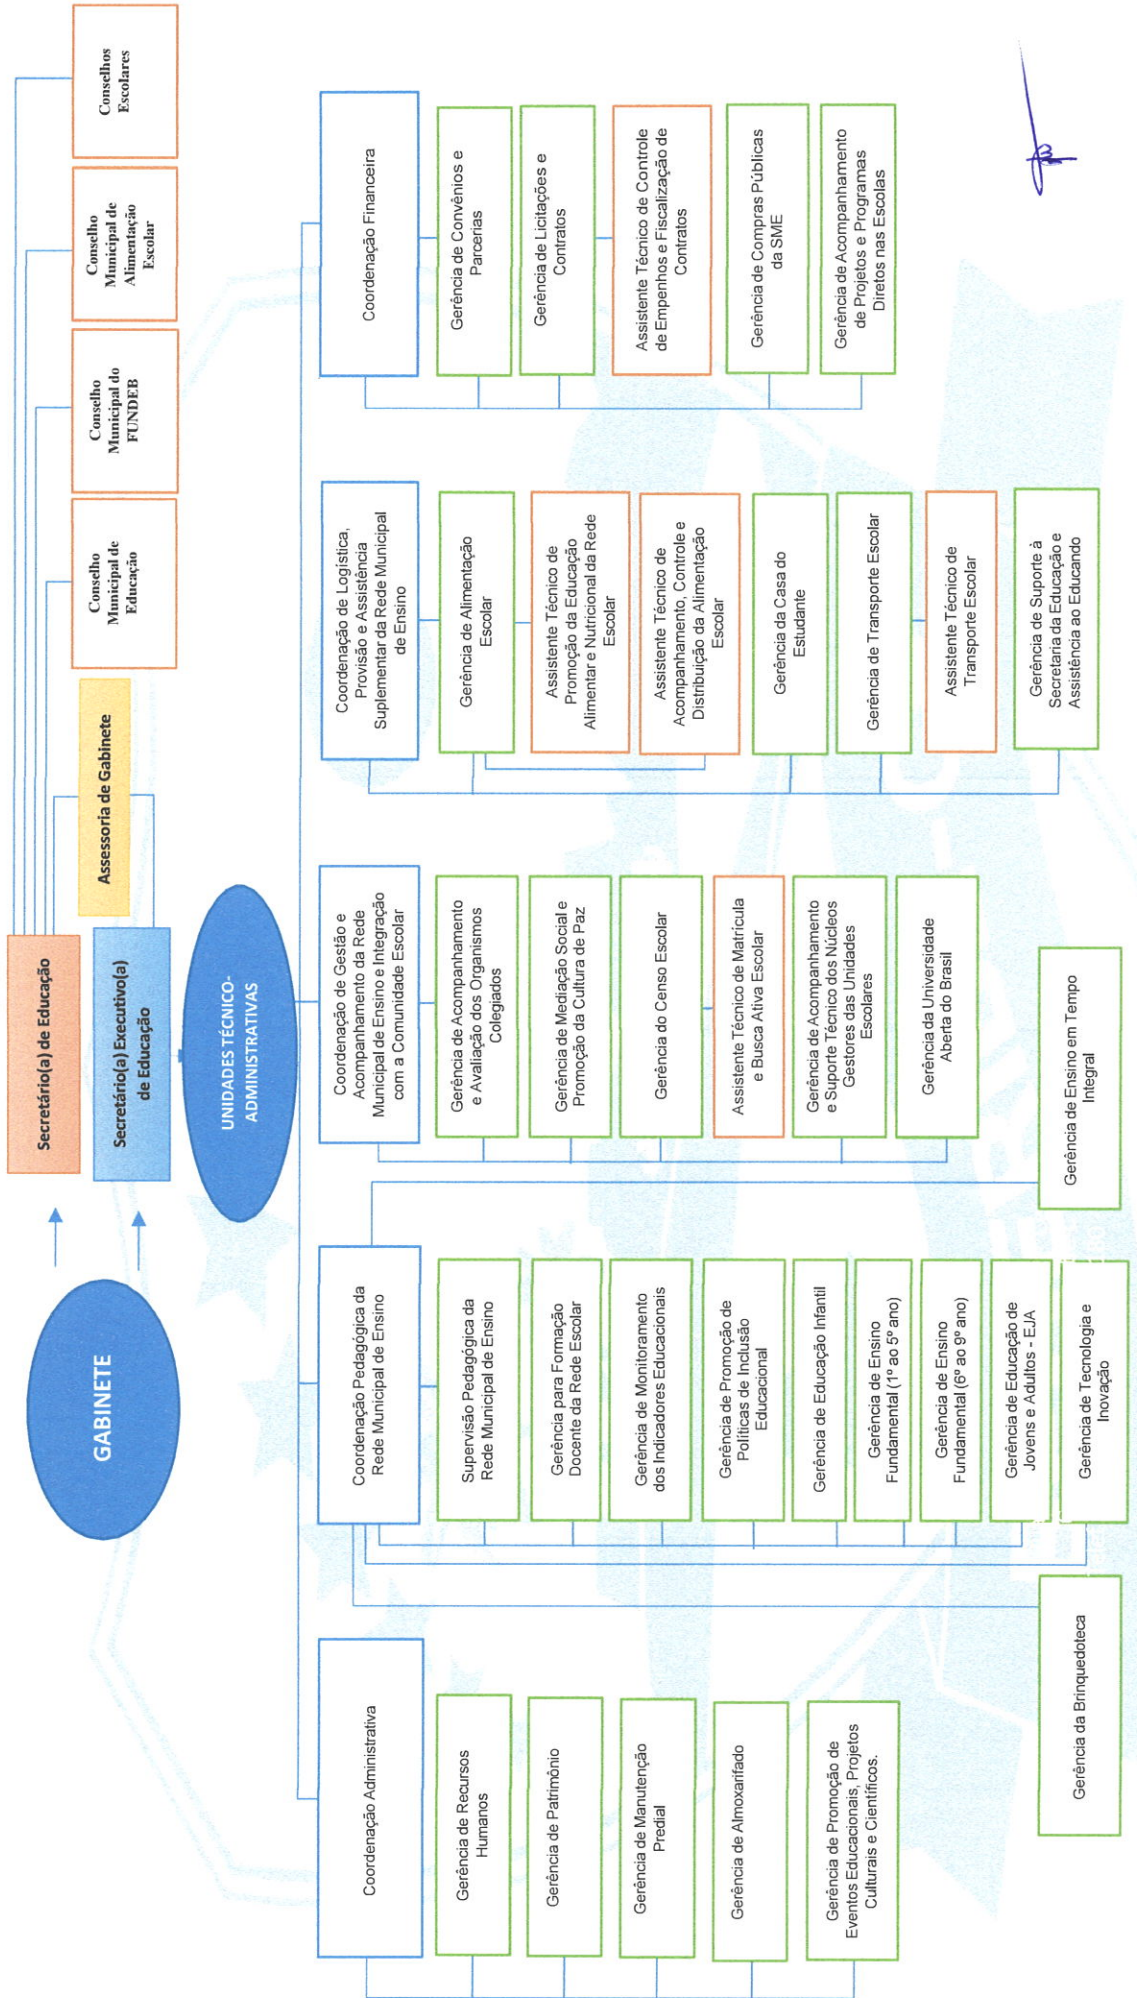 GABINETE
Secretário(a) de Educação
Secretário(a) Executivo(a)
de Educação
Assessoria de Gabinete
Conselho
Municipal de
Educação
Conselho
Municipal do
FUNDEB
Conselho
Municipal de
Alimentação
Escolar
Conselhos
Escolares
UNIDADES TÉCNICO-
ADMINISTRATIVAS
Coordenação Administrativa
Gerência de Recursos
Humanos
Gerência de Patrimônio
Gerência de Manutenção
Predial
Gerência de Almoxarifado
Gerência de Promoção de
Eventos Educacionais, Projetos
Culturais e Científicos.
Coordenação Pedagógica da
Rede Municipal de Ensino
Supervisão Pedagógica da
Rede Municipal de Ensino
Gerência para Formação
Docente da Rede Escolar
Gerência de Monitoramento
dos Indicadores Educacionais
Gerência de Promoção de
Políticas de Inclusão
Educacional
Gerência de Educação Infantil
Gerência de Ensino
Fundamental (1º ao 5º ano)
Gerência de Ensino
Fundamental (6º ao 9º ano)
Gerência de Educação de
Jovens e Adultos - EJA
Gerência de Tecnologia e
Inovação
Gerência da Brinquedoteca
Gerência de Ensino em Tempo
Integral
Coordenação de Gestão e
Acompanhamento da Rede
Municipal de Ensino e Integração
com a Comunidade Escolar
Gerência de Acompanhamento
e Avaliação dos Organismos
Colegiados
Gerência de Mediação Social e
Promoção da Cultura de Paz
Gerência do Censo Escolar
Assistente Técnico de Matrícula
e Busca Ativa Escolar
Gerência de Acompanhamento
e Suporte Técnico dos Núcleos
Gestores das Unidades
Escolares
Gerência da Universidade
Aberta do Brasil
Coordenação de Logística,
Provisão e Assistência
Suplementar da Rede Municipal
de Ensino
Gerência de Alimentação
Escolar
Assistente Técnico de
Promoção da Educação
Alimentar e Nutricional da Rede
Escolar
Assistente Técnico de
Acompanhamento, Controle e
Distribuição da Alimentação
Escolar
Gerência da Casa do
Estudante
Gerência de Transporte Escolar
Assistente Técnico de
Transporte Escolar
Gerência de Suporte à
Secretaria da Educação e
Assistência ao Educando
Coordenação Financeira
Gerência de Convênios e
Parcerias
Gerência de Licitações e
Contratos
Assistente Técnico de Controle
de Empenhos e Fiscalização de
Contratos
Gerência de Compras Públicas
da SME
Gerência de Acompanhamento
de Projetos e Programas
Diretos nas Escolas